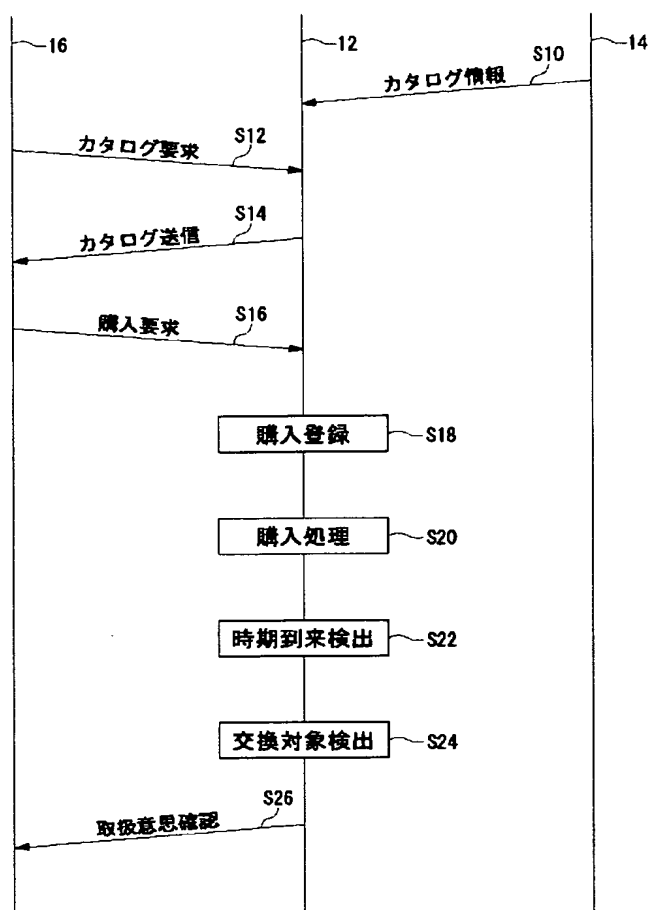 16
12
14
S10
カタログ情報
S12
カタログ要求
S14
カタログ送信
S16
購入要求
購入登録
S18
購入処理
S20
時期到来検出
S22
交換対象検出
S24
S26
取扱意思確認